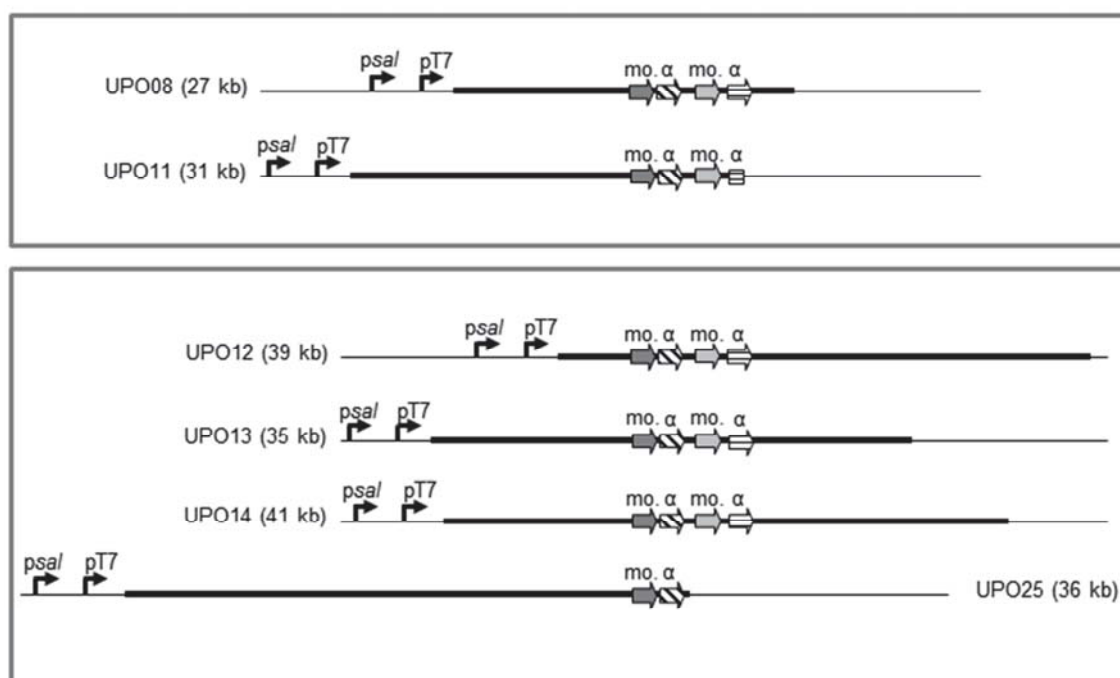 psal pT7
mo. α mo. α
UPO08 (27 kb)
psal pT7
mo. α mo. α
UPO11 (31 kb)
psal pT7
mo. α mo. α
UPO12 (39 kb)
psal pT7
mo. α mo. α
UPO13 (35 kb)
psal pT7
mo. α mo. α
UPO14 (41 kb)
psal pT7
mo. α
UPO25 (36 kb)